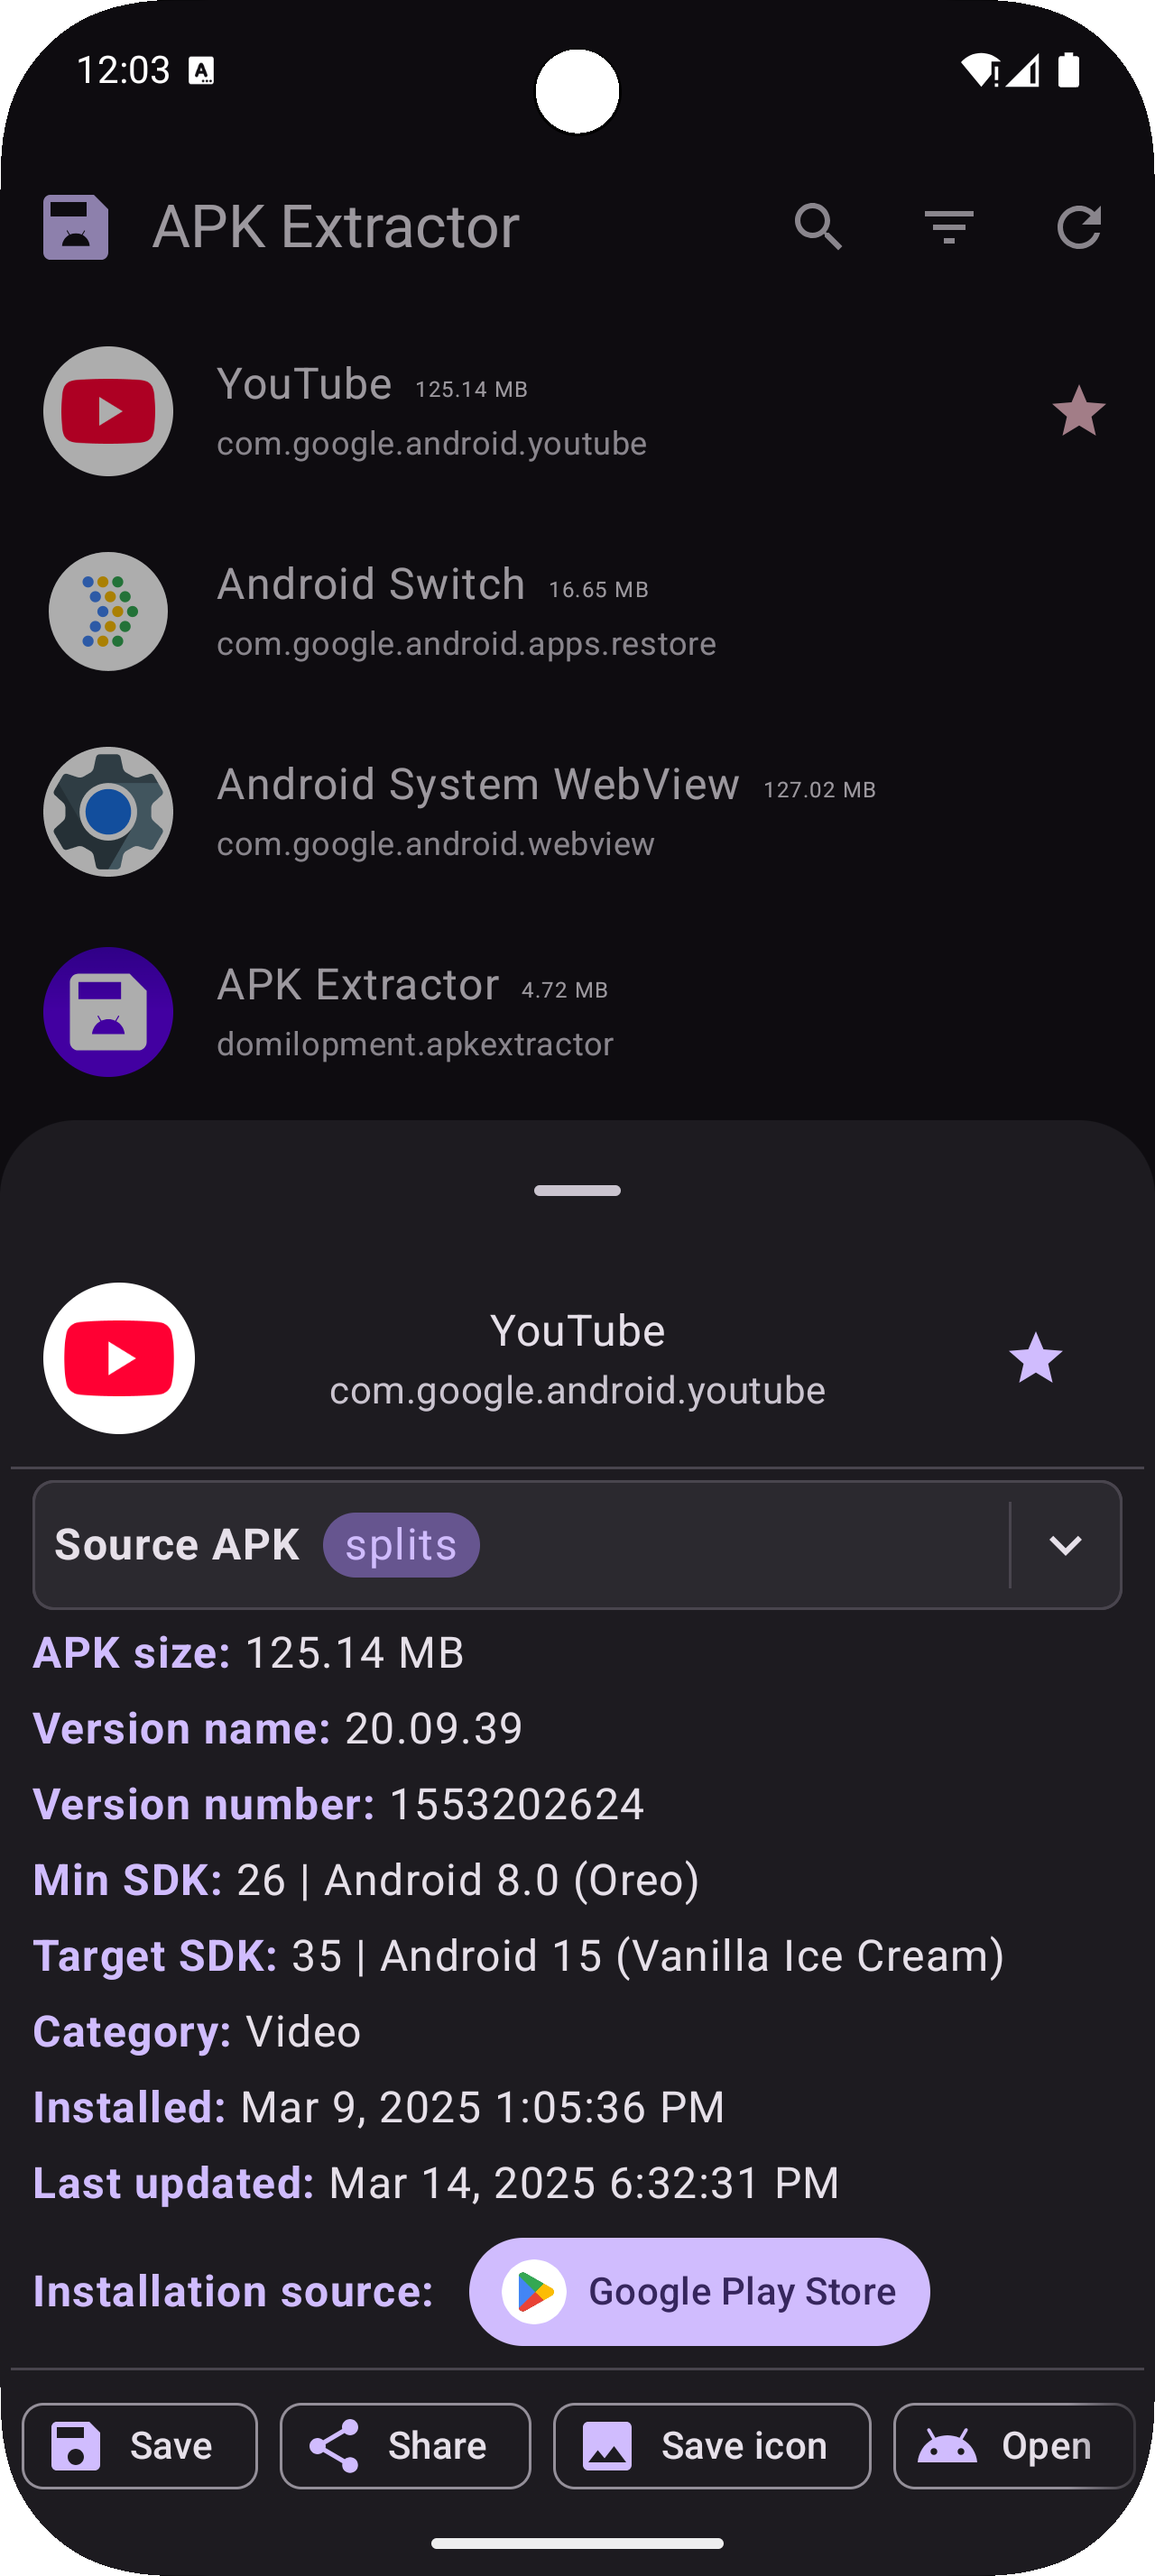 12:03
APK Extractor
YouTube 125.14 MB
com.google.android.youtube
Android Switch 16.65 MB
com.google.android.apps.restore
Android System WebView 127.02 MB
com.google.android.webview
APK Extractor 4.72 MB
domilopment.apkextractor
YouTube
com.google.android.youtube
Source APK splits
APK size: 125.14 MB
Version name: 20.09.39
Version number: 1553202624
Min SDK: 26 | Android 8.0 (Oreo)
Target SDK: 35 | Android 15 (Vanilla Ice Cream)
Category: Video
Installed: Mar 9, 2025 1:05:36 PM
Last updated: Mar 14, 2025 6:32:31 PM
Installation source: Google Play Store
Save Share Save icon Open